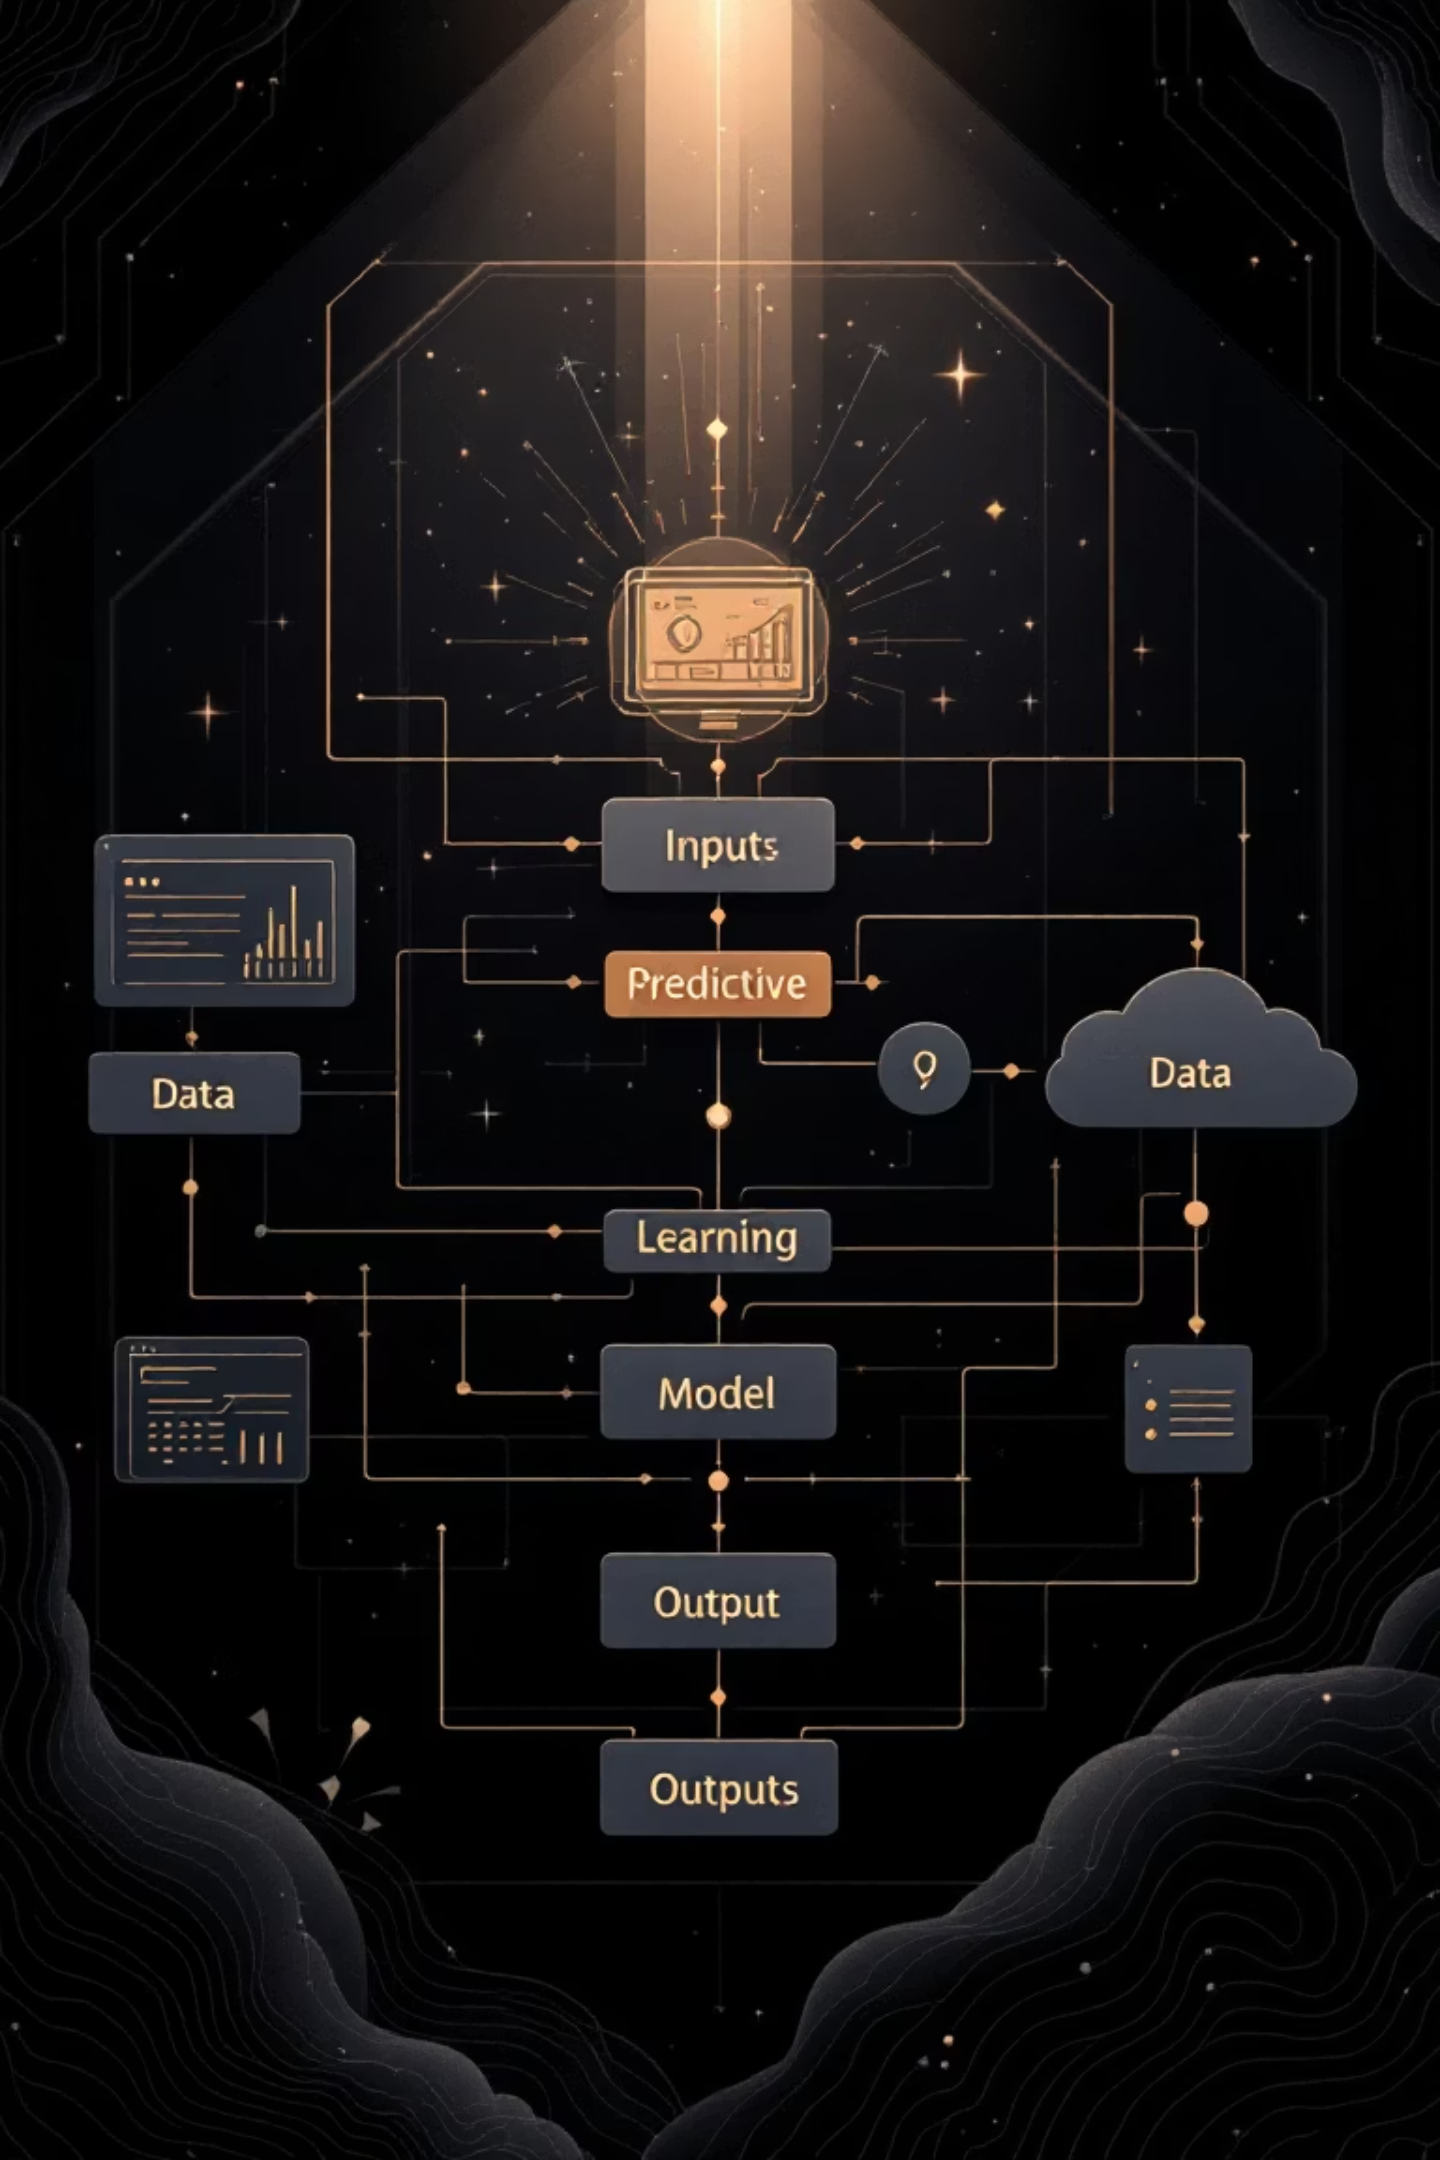 Inputs
Predictive
Data
Data
Learning
Model
Output
Outputs